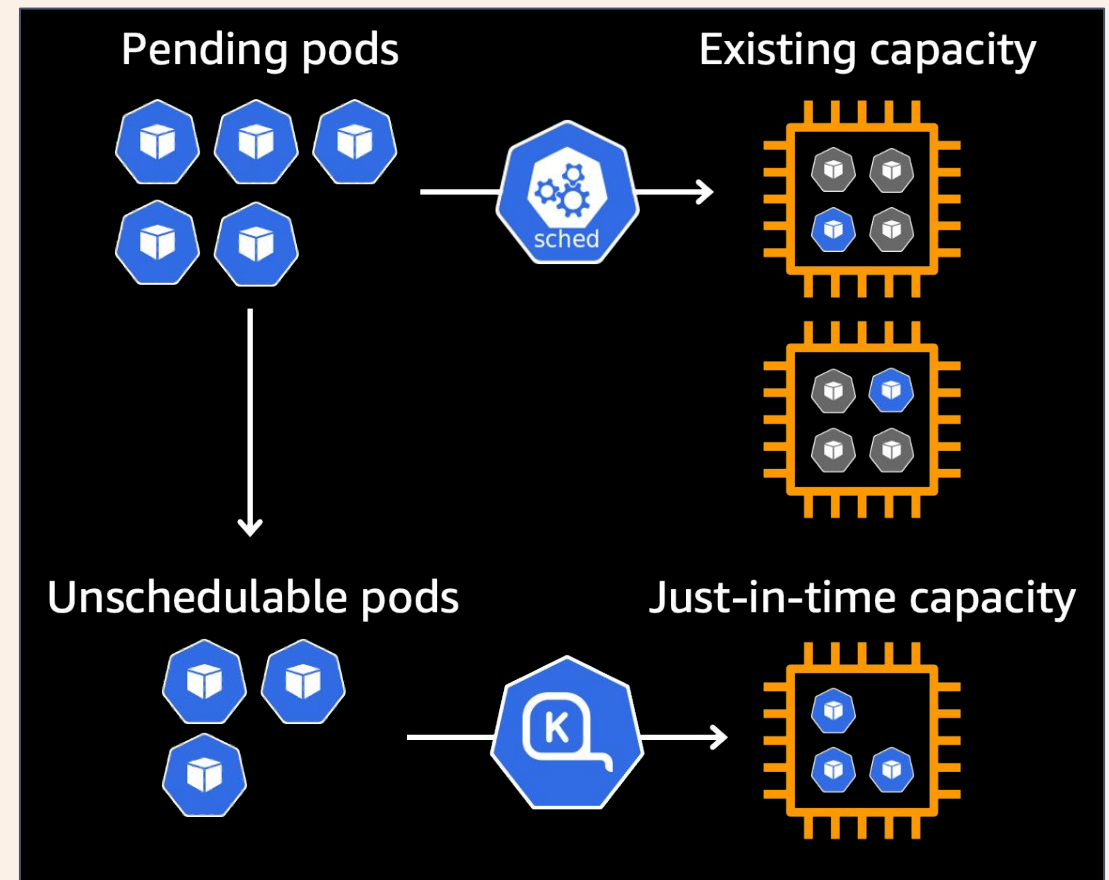 Pending pods
Existing capacity
sched
Unschedulable pods
Just-in-time capacity
K